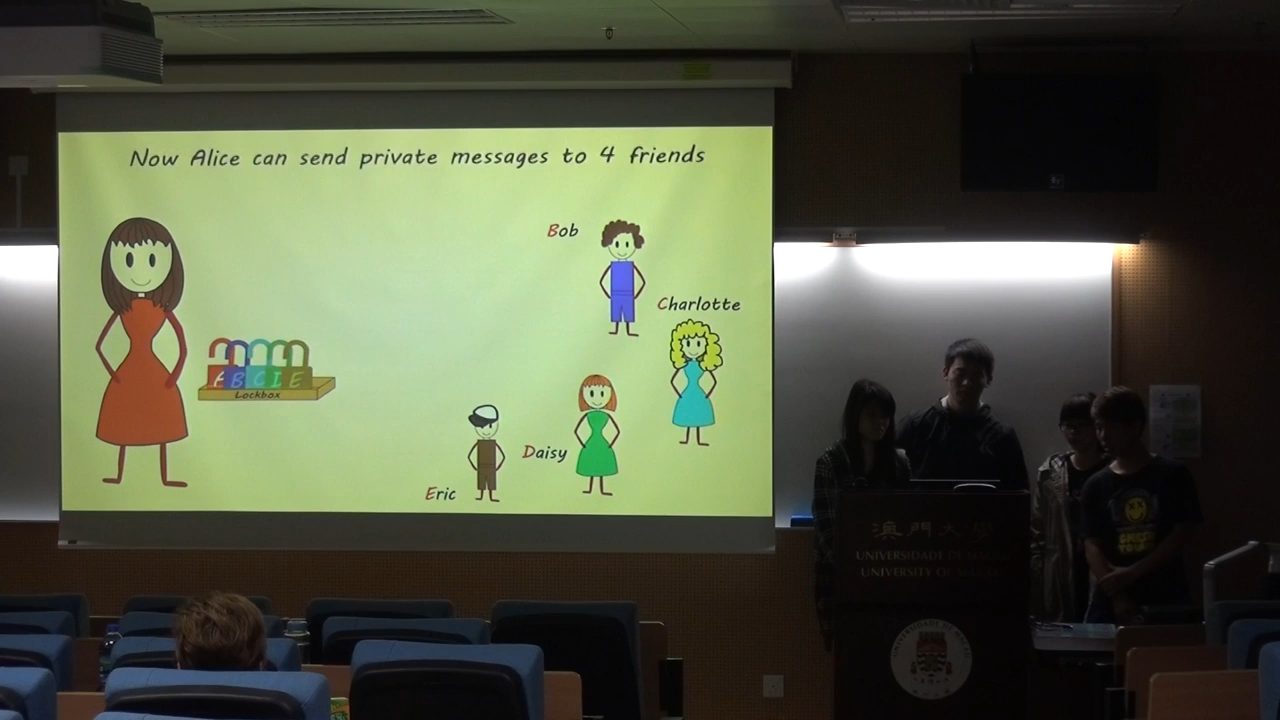 Now Alice can send private messages to 4 friends
Bob
Charlotte
A B C D E
Lockbox
Daisy
Eric
澳門大學
UNIVERSIDADE DE MACAU
UNIVERSITY OF MACAU